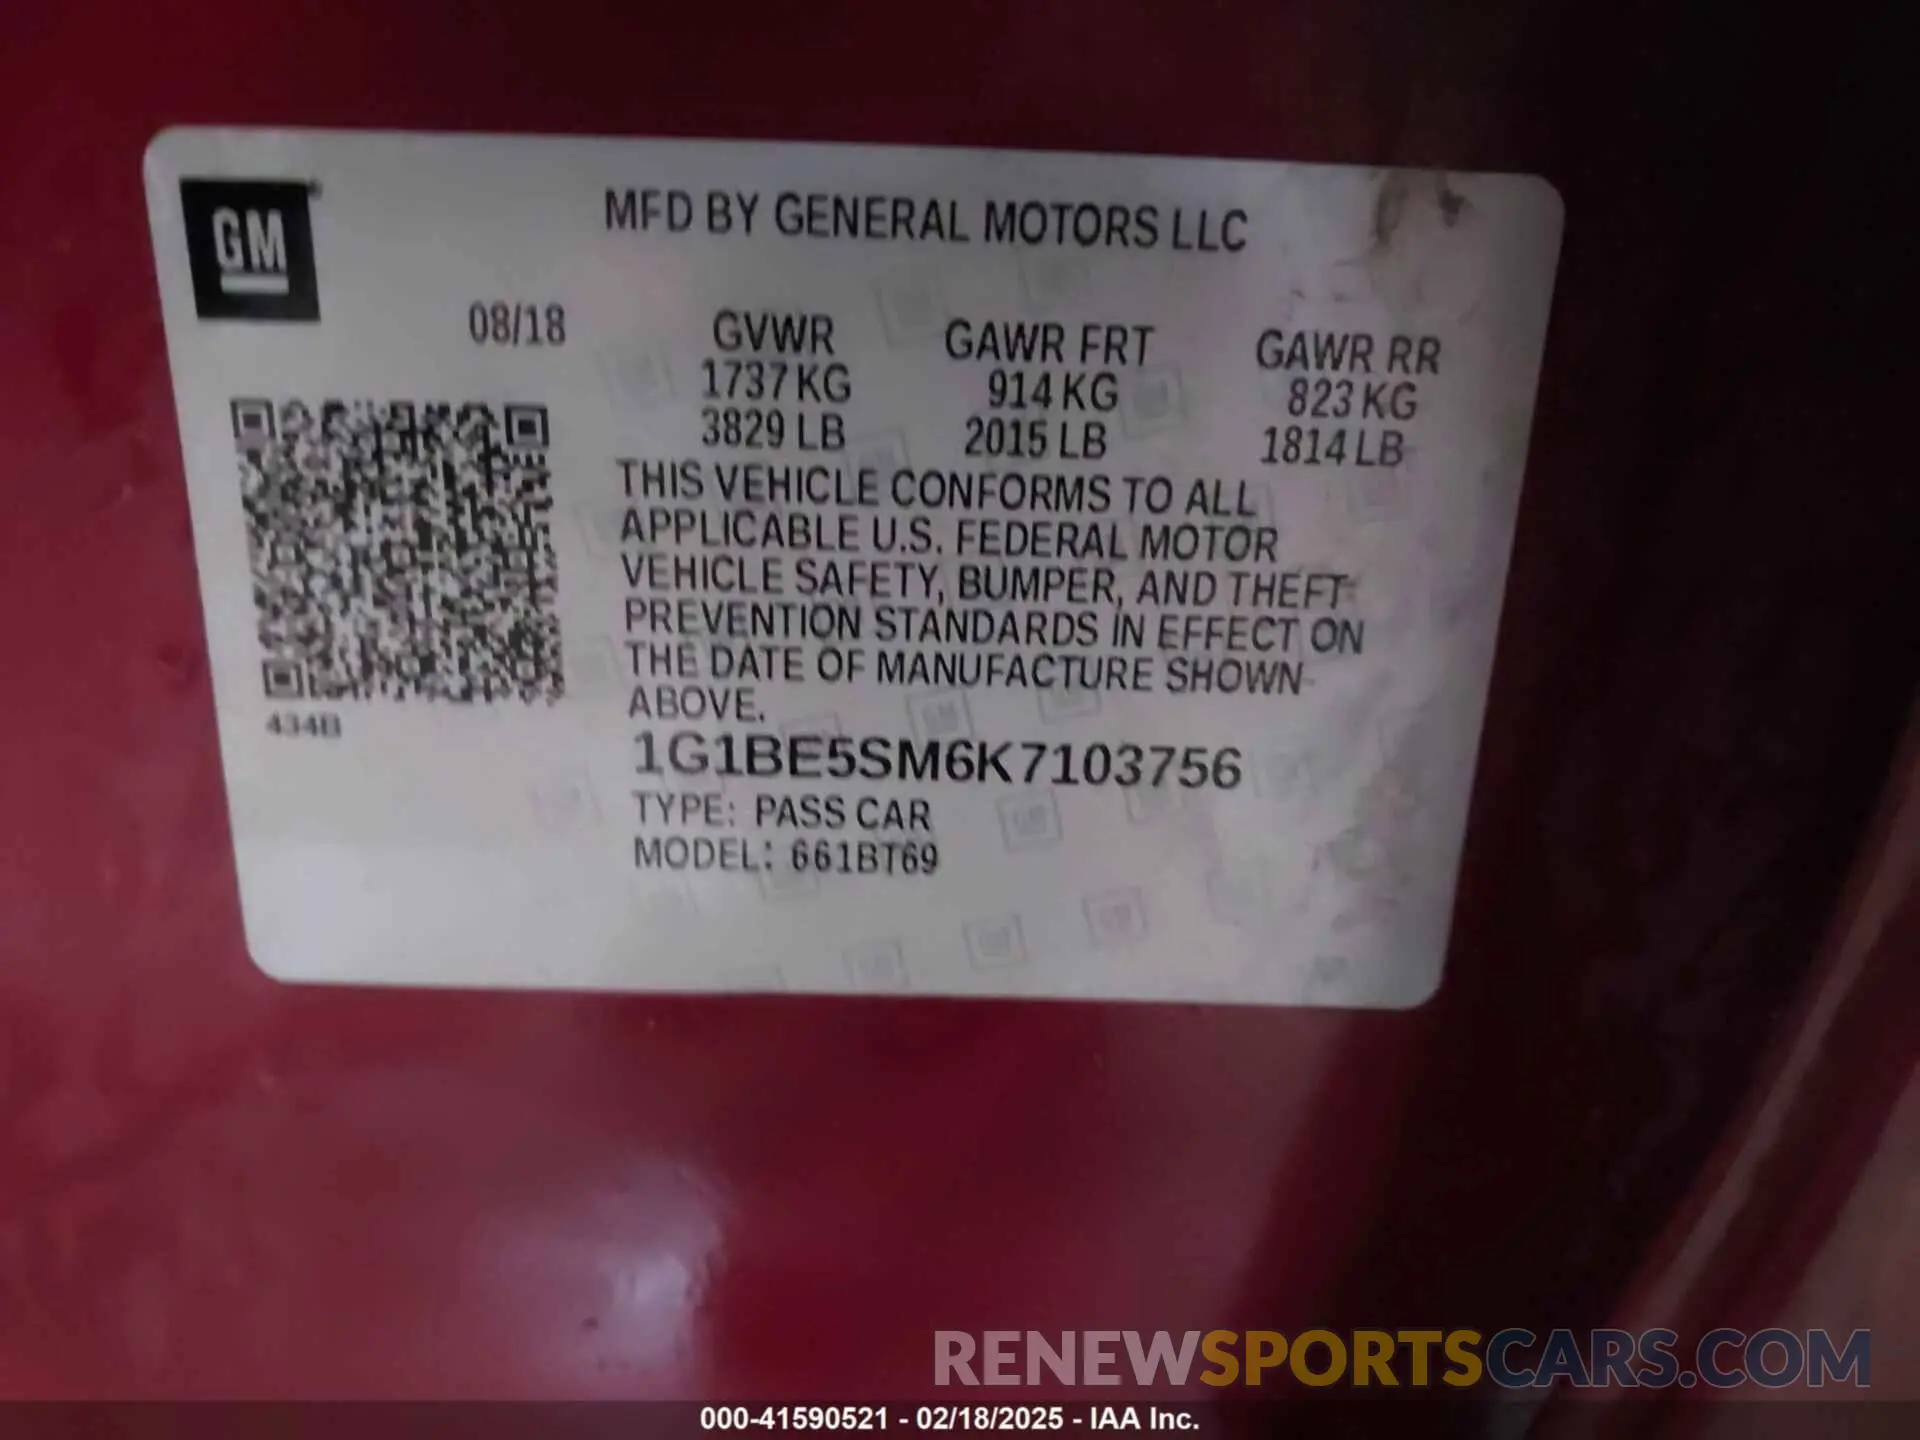 GM
MFD BY GENERAL MOTORS LLC
08/18
GVWR
1737 KG
3829 LB
GAWR FRT
914 KG
2015 LB
GAWR RR
823 KG
1814 LB
THIS VEHICLE CONFORMS TO ALL
APPLICABLE U.S. FEDERAL MOTOR
VEHICLE SAFETY, BUMPER, AND THEFT
PREVENTION STANDARDS IN EFFECT ON
THE DATE OF MANUFACTURE SHOWN
ABOVE.
434B
1G1BE5SM6K7103756
TYPE: PASS CAR
MODEL: 661BT69
RENEWSPORTSCARS.COM
000-41590521 - 02/18/2025 - IAA Inc.